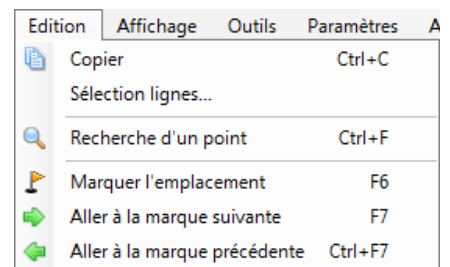 Edition Affichage Outils Paramètres A
Copier Ctrl+C
Sélection lignes...
Recherche d'un point Ctrl+F
Marquer l'emplacement F6
Aller à la marque suivante F7
Aller à la marque précédente Ctrl+F7